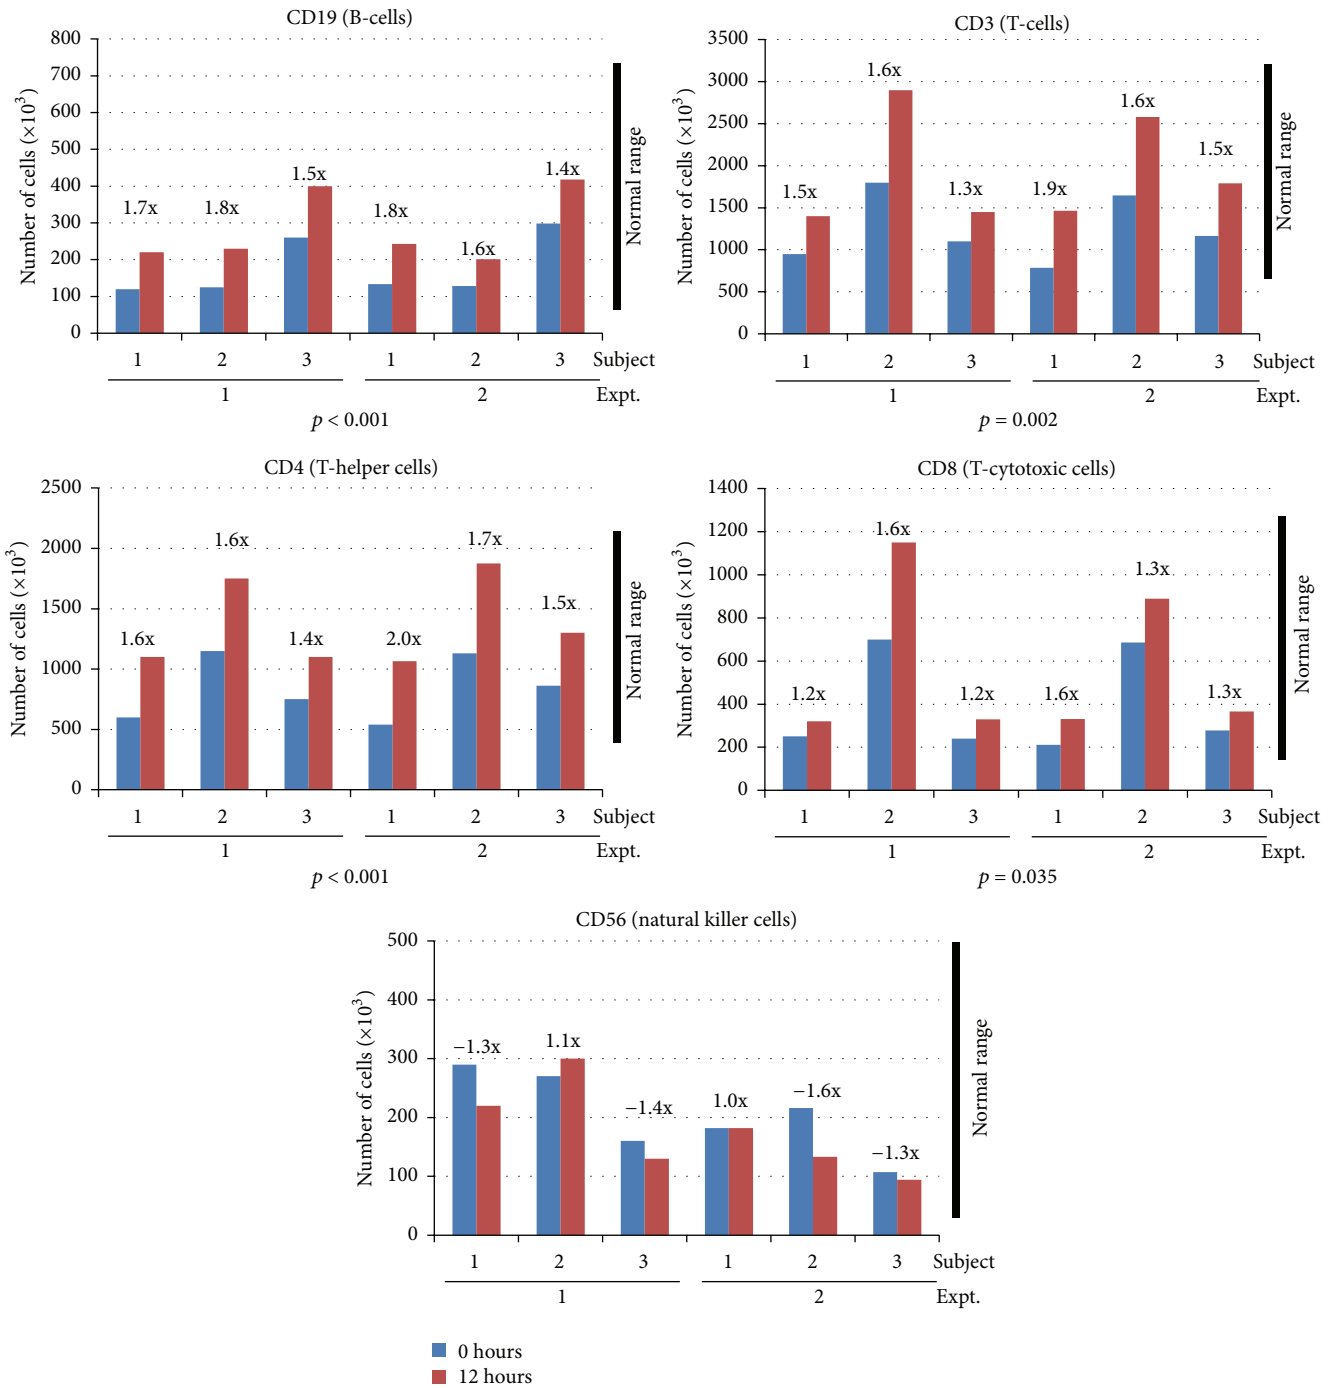 CD19 (B-cells)
800
700
600
500
400
300
200
100
0
Number of cells (×10³)
1.7x
1.8x
1.5x
1.8x
1.6x
1.4x
Normal range
1 2 3 1 2 3 Subject
1 2 Expt.
p < 0.001
CD3 (T-cells)
3500
3000
2500
2000
1500
1000
500
0
Number of cells (×10³)
1.5x
1.6x
1.3x
1.9x
1.6x
1.5x
Normal range
1 2 3 1 2 3 Subject
1 2 Expt.
p = 0.002
CD4 (T-helper cells)
2500
2000
1500
1000
500
0
Number of cells (×10³)
1.6x
1.6x
1.4x
2.0x
1.7x
1.5x
Normal range
1 2 3 1 2 3 Subject
1 2 Expt.
p < 0.001
CD8 (T-cytotoxic cells)
1400
1200
1000
800
600
400
200
0
Number of cells (×10³)
1.2x
1.6x
1.2x
1.6x
1.3x
1.3x
Normal range
1 2 3 1 2 3 Subject
1 2 Expt.
p = 0.035
CD56 (natural killer cells)
500
400
300
200
100
0
Number of cells (×10³)
−1.3x
1.1x
−1.4x
1.0x
−1.6x
−1.3x
Normal range
1 2 3 1 2 3 Subject
1 2 Expt.
0 hours
12 hours